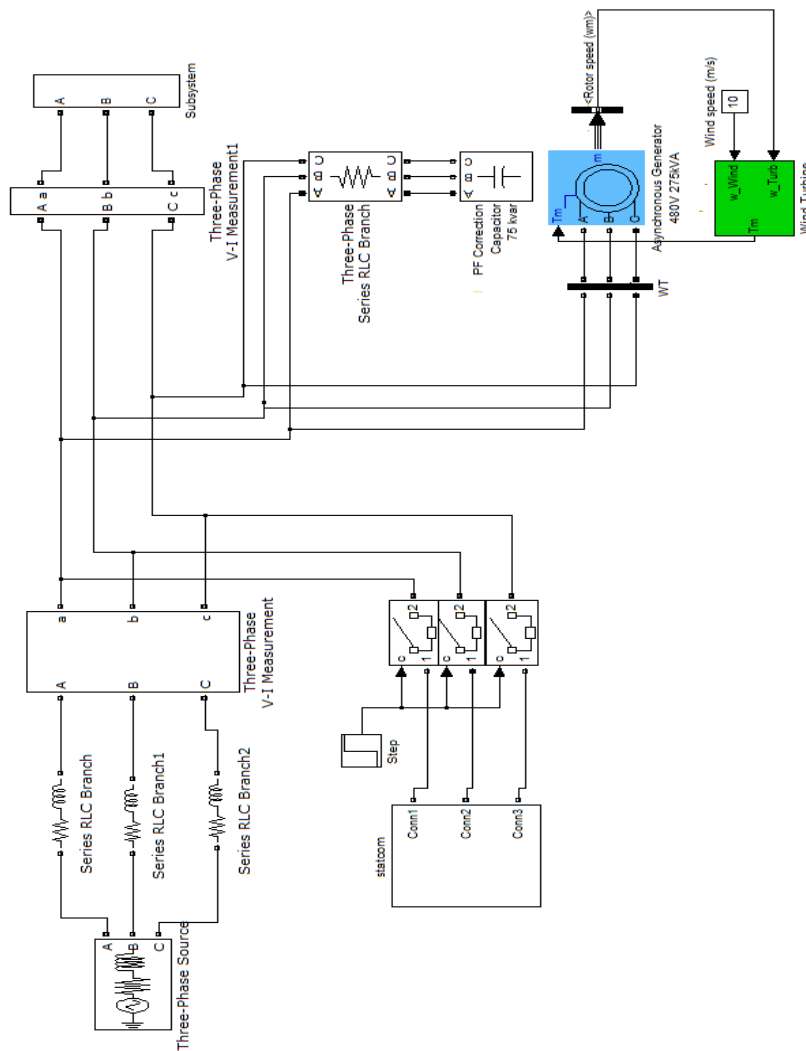 A
B
C
Three-Phase Source
Series RLC Branch
Series RLC Branch1
Series RLC Branch2
A
B
C
a
b
c
Three-Phase
V-I Measurement
A
B
C
a
b
c
Three-Phase
V-I Measurement1
A
B
C
Subsystem
statcom
Conn1
Conn2
Conn3
Step
c
1
2
c
1
2
c
1
2
A
B
C
A
B
C
Three-Phase
Series RLC Branch
A
B
C
PF Correction
Capacitor
75 kvar
WT
Tm
A
B
C
m
Asynchronous Generator
480V 275kVA
<Rotor speed (wm)>
Wind speed (m/s)
10
w_Wind
w_Turb
Tm
Wind Turbine